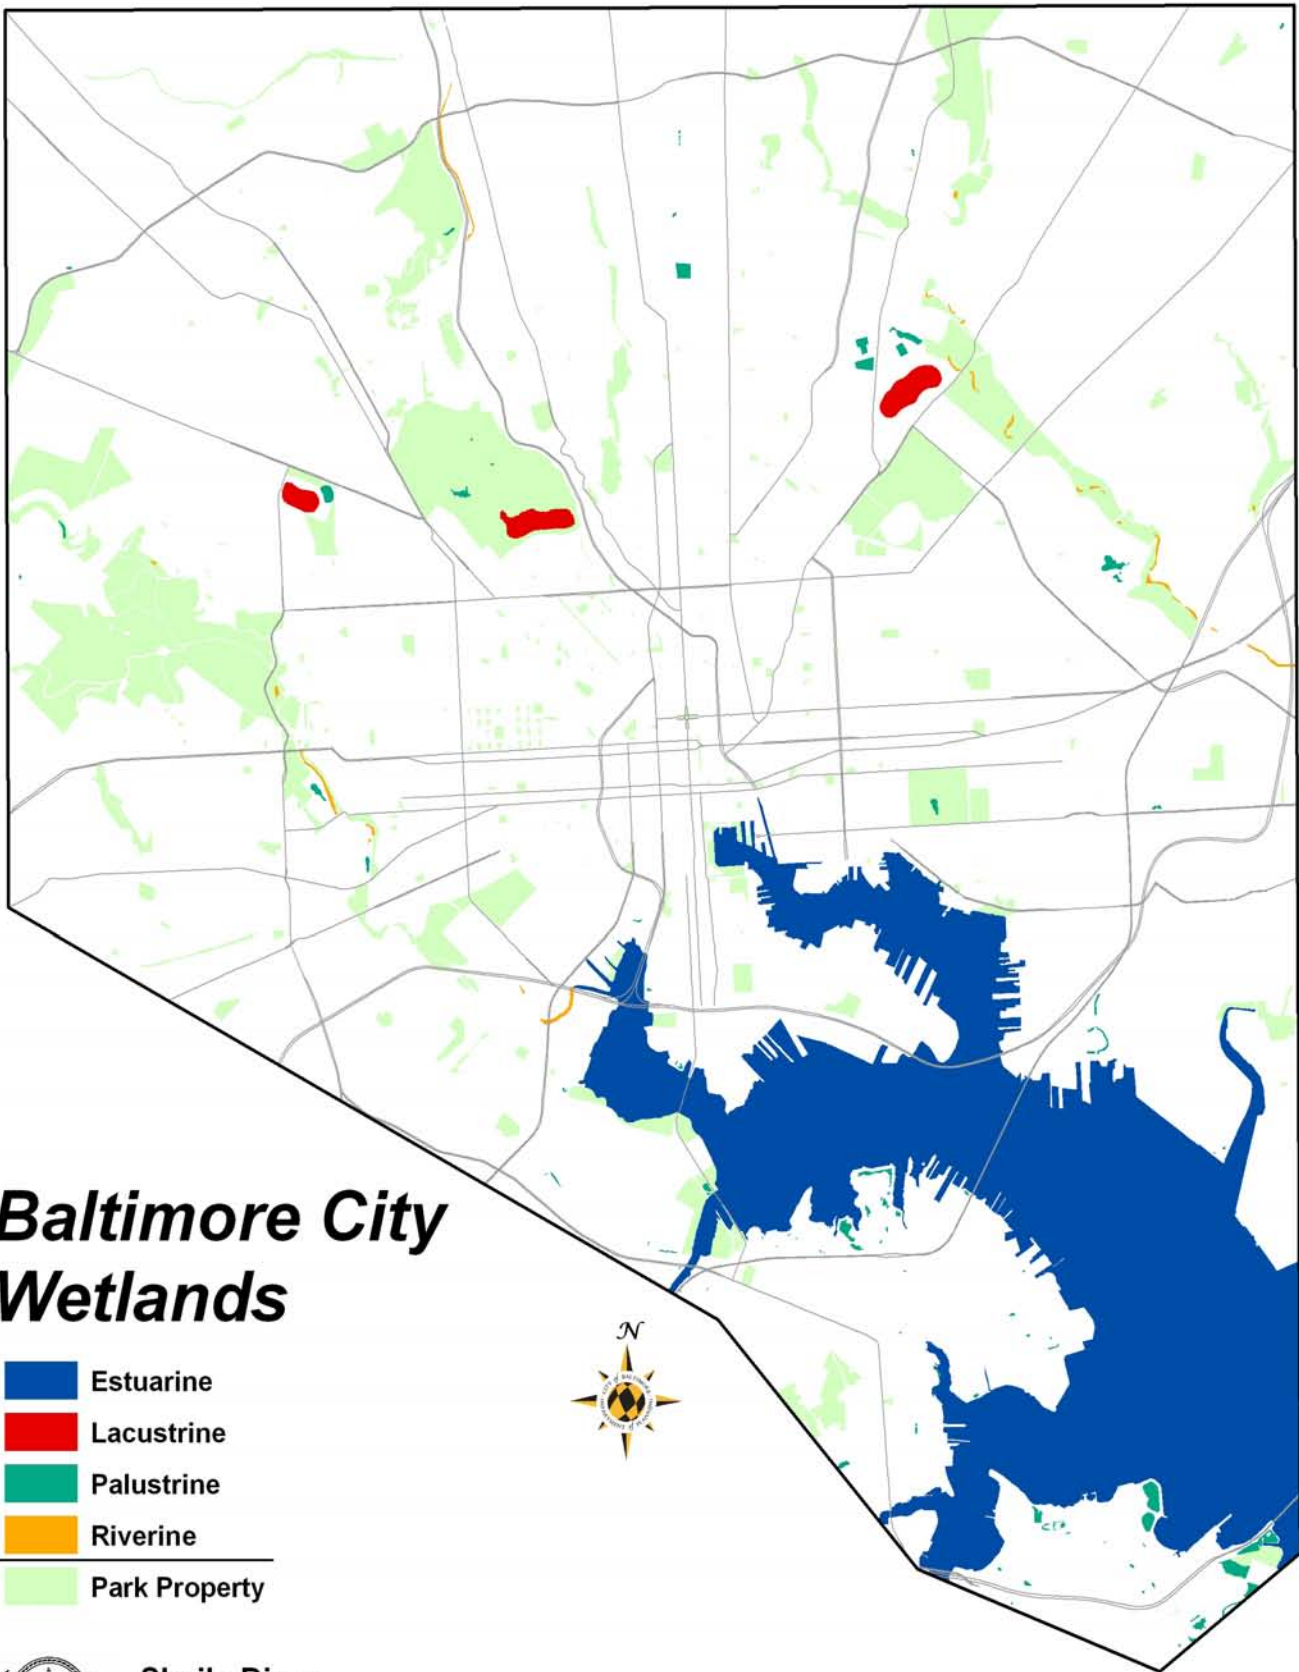 Baltimore City
Wetlands
N
Estuarine
Lacustrine
Palustrine
Riverine
Park Property